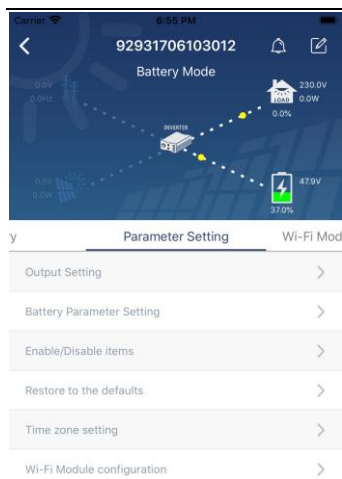 Carrier 6:55 PM
92931706103012
Battery Mode
0.0V
0.0Hz
230.0V
0.0W
LOAD
0.0%
INVERTER
0.0V
0.0W
47.9V
37.0%
y Parameter Setting Wi-Fi Mod
Output Setting
Battery Parameter Setting
Enable/Disable items
Restore to the defaults
Time zone setting
Wi-Fi Module configuration